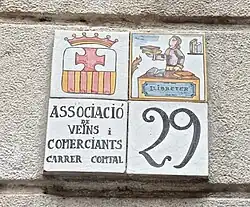 LLIBRETER
ASSOCIACIÓ
DE
VEÏNS i
COMERCIANTS
CARRER COMTAL
29